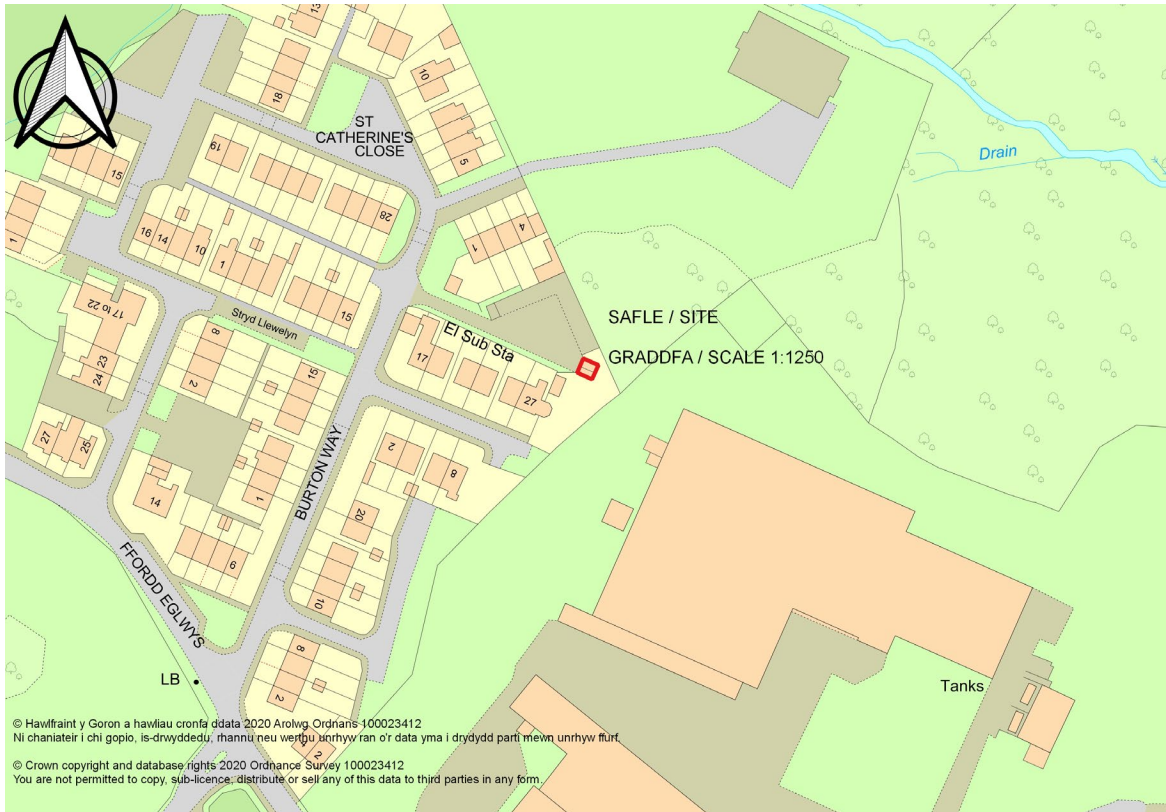 10
18
ST
CATHERINE'S
CLOSE
19
5
15
28
16
14
10
1
1
4
1
15
Stryd Llewelyn
17 to 22
8
2
23
24
15
El Sub Sta
17
27
SAFLE / SITE
GRADDFA / SCALE 1:1250
Drain
27
25
BURTON WAY
2
8
14
1
20
6
10
FFORDD EGLWYS
LB
8
2
4
2
Tanks
© Hawlfraint y Goron a hawliau cronfa ddata 2020 Arolwg Ordnans 100023412
Ni chaniateir i chi gopio, is-drwyddedu, rhannu neu werthu unrhyw ran o'r data yma i drydydd parti mewn unrhyw ffurf.
© Crown copyright and database rights 2020 Ordnance Survey 100023412
You are not permitted to copy, sub-licence, distribute or sell any of this data to third parties in any form.